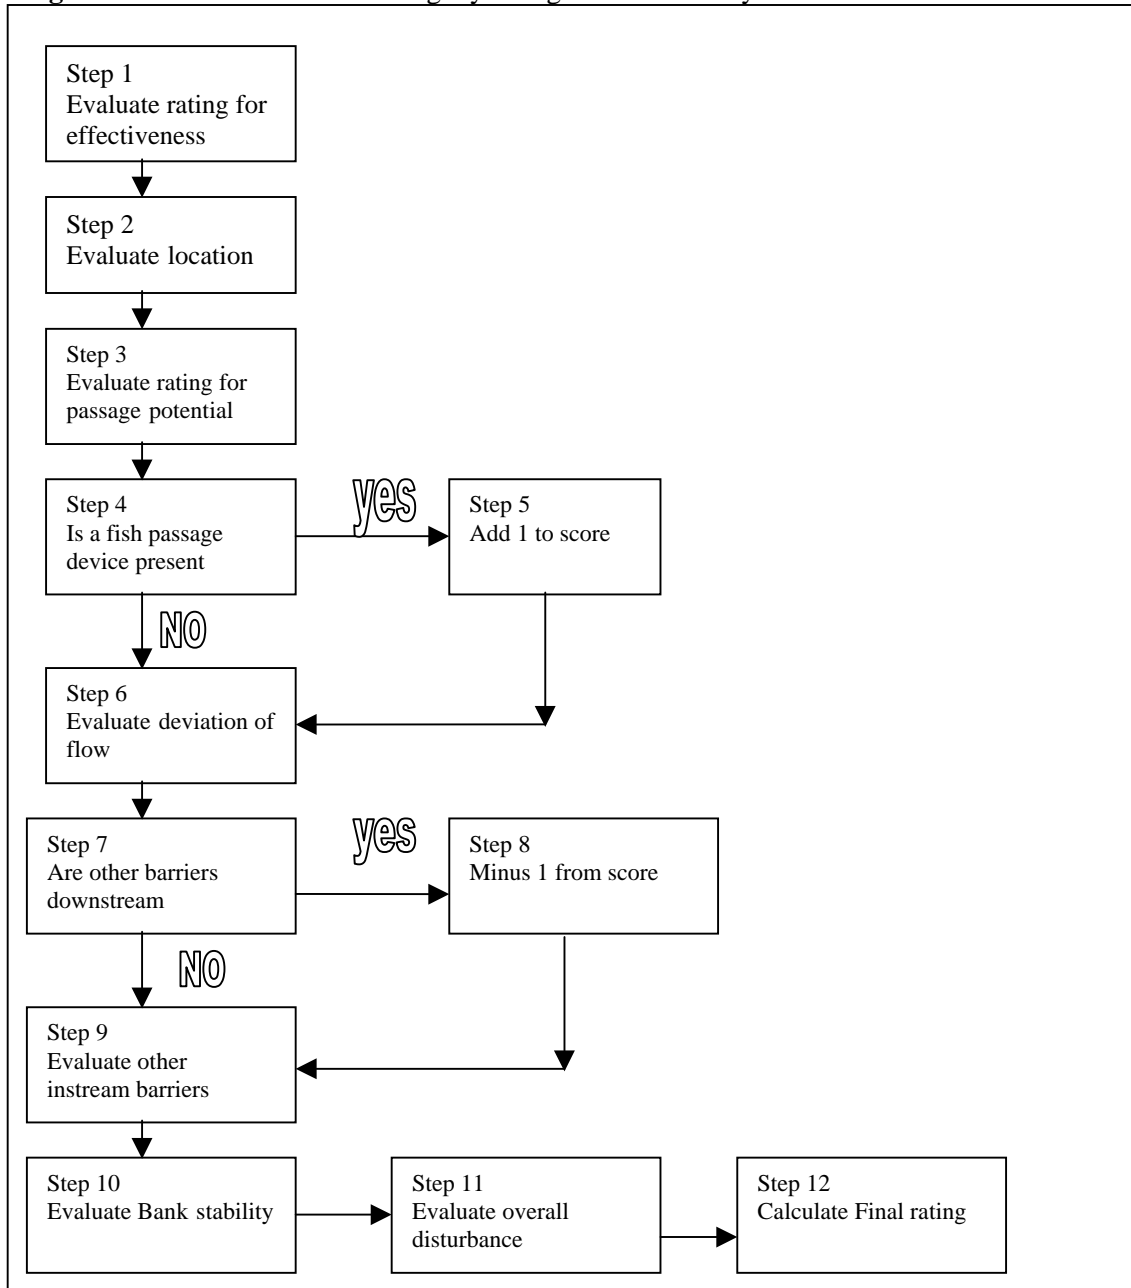 Step 1
Evaluate rating for
effectiveness
Step 2
Evaluate location
Step 3
Evaluate rating for
passage potential
Step 4
Is a fish passage
device present
yes
Step 5
Add 1 to score
NO
Step 6
Evaluate deviation of
flow
Step 7
Are other barriers
downstream
yes
Step 8
Minus 1 from score
NO
Step 9
Evaluate other
instream barriers
Step 10
Evaluate Bank stability
Step 11
Evaluate overall
disturbance
Step 12
Calculate Final rating